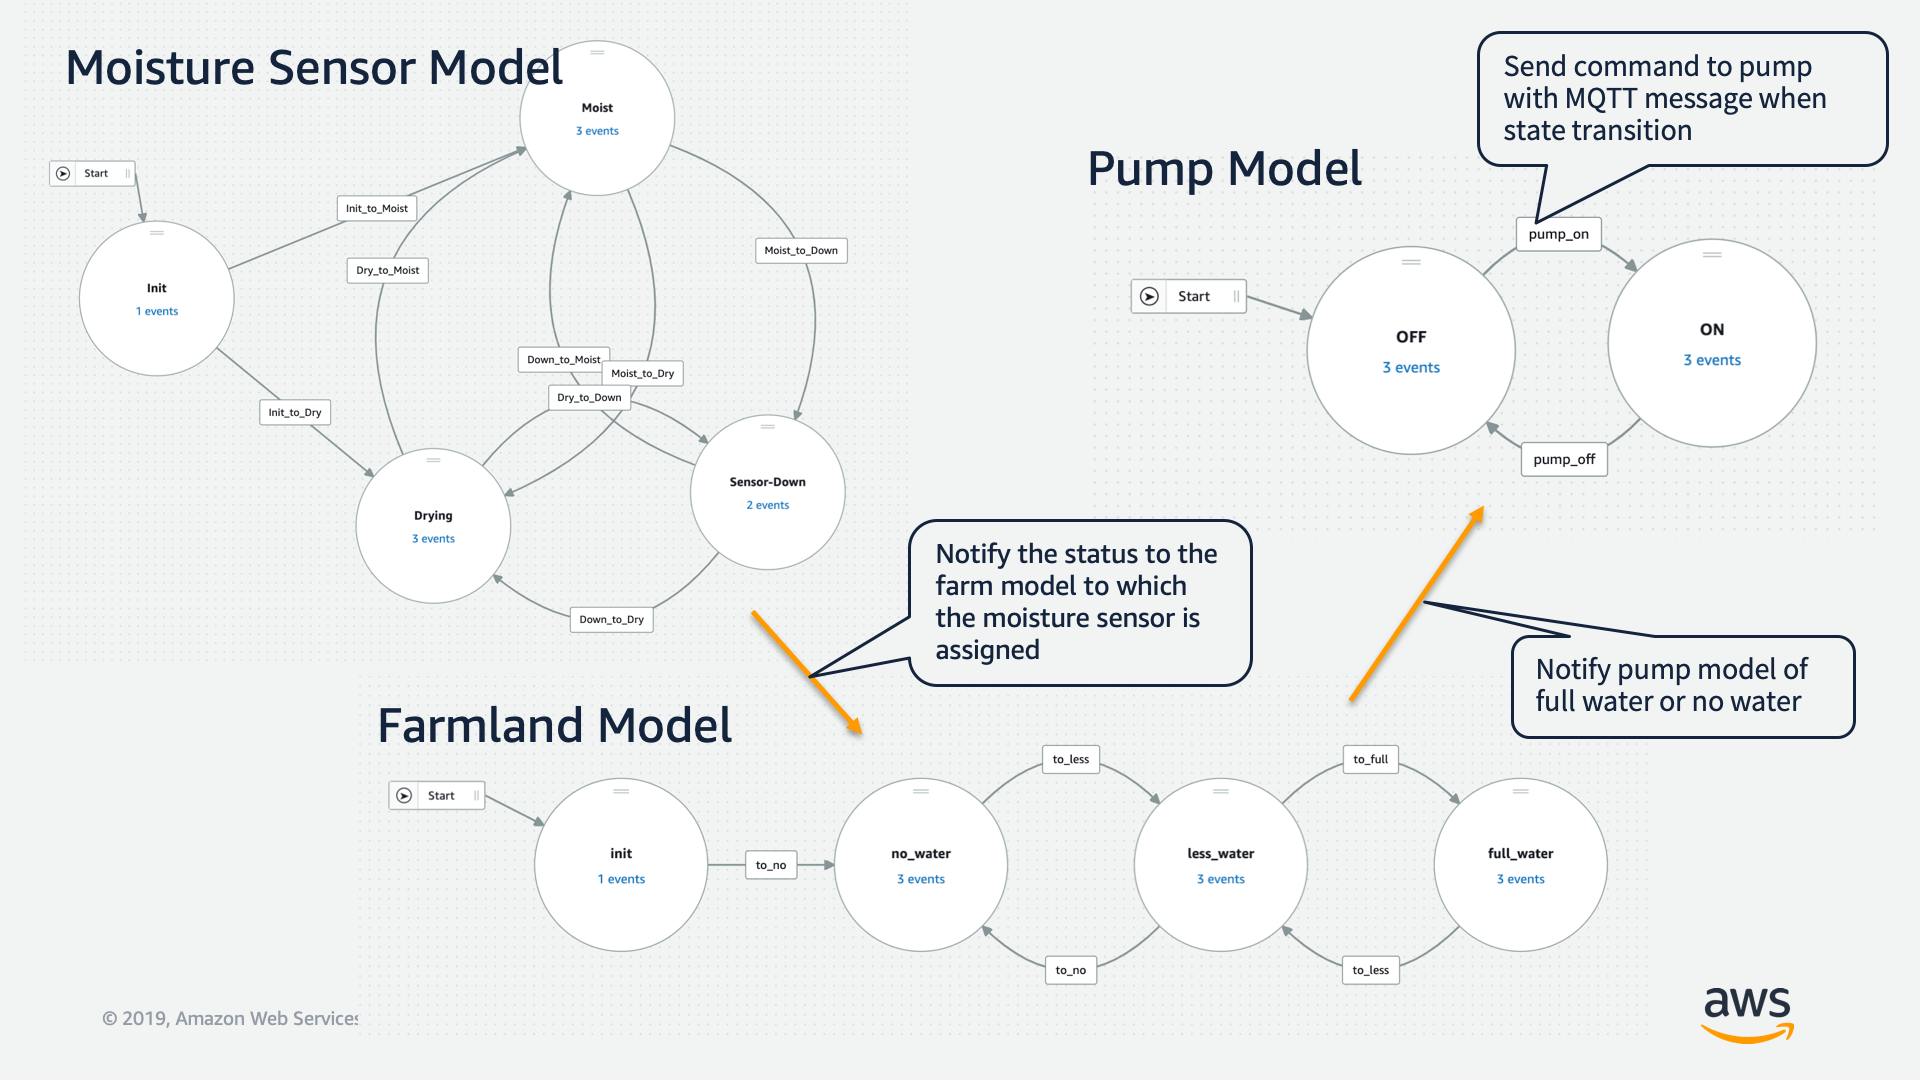 Moisture Sensor Model
Moist
3 events
Start
Init_to_Moist
Dry_to_Moist
Moist_to_Down
Init
1 events
Down_to_Moist
Moist_to_Dry
Dry_to_Down
Init_to_Dry
Sensor-Down
2 events
Drying
3 events
Down_to_Dry
Send command to pump
with MQTT message when
state transition
Pump Model
pump_on
Start
OFF
3 events
ON
3 events
pump_off
Notify the status to the
farm model to which
the moisture sensor is
assigned
Notify pump model of
full water or no water
Farmland Model
Start
to_less
to_full
init
1 events
to_no
no_water
3 events
less_water
3 events
full_water
3 events
to_no
to_less
© 2019, Amazon Web Services
aws